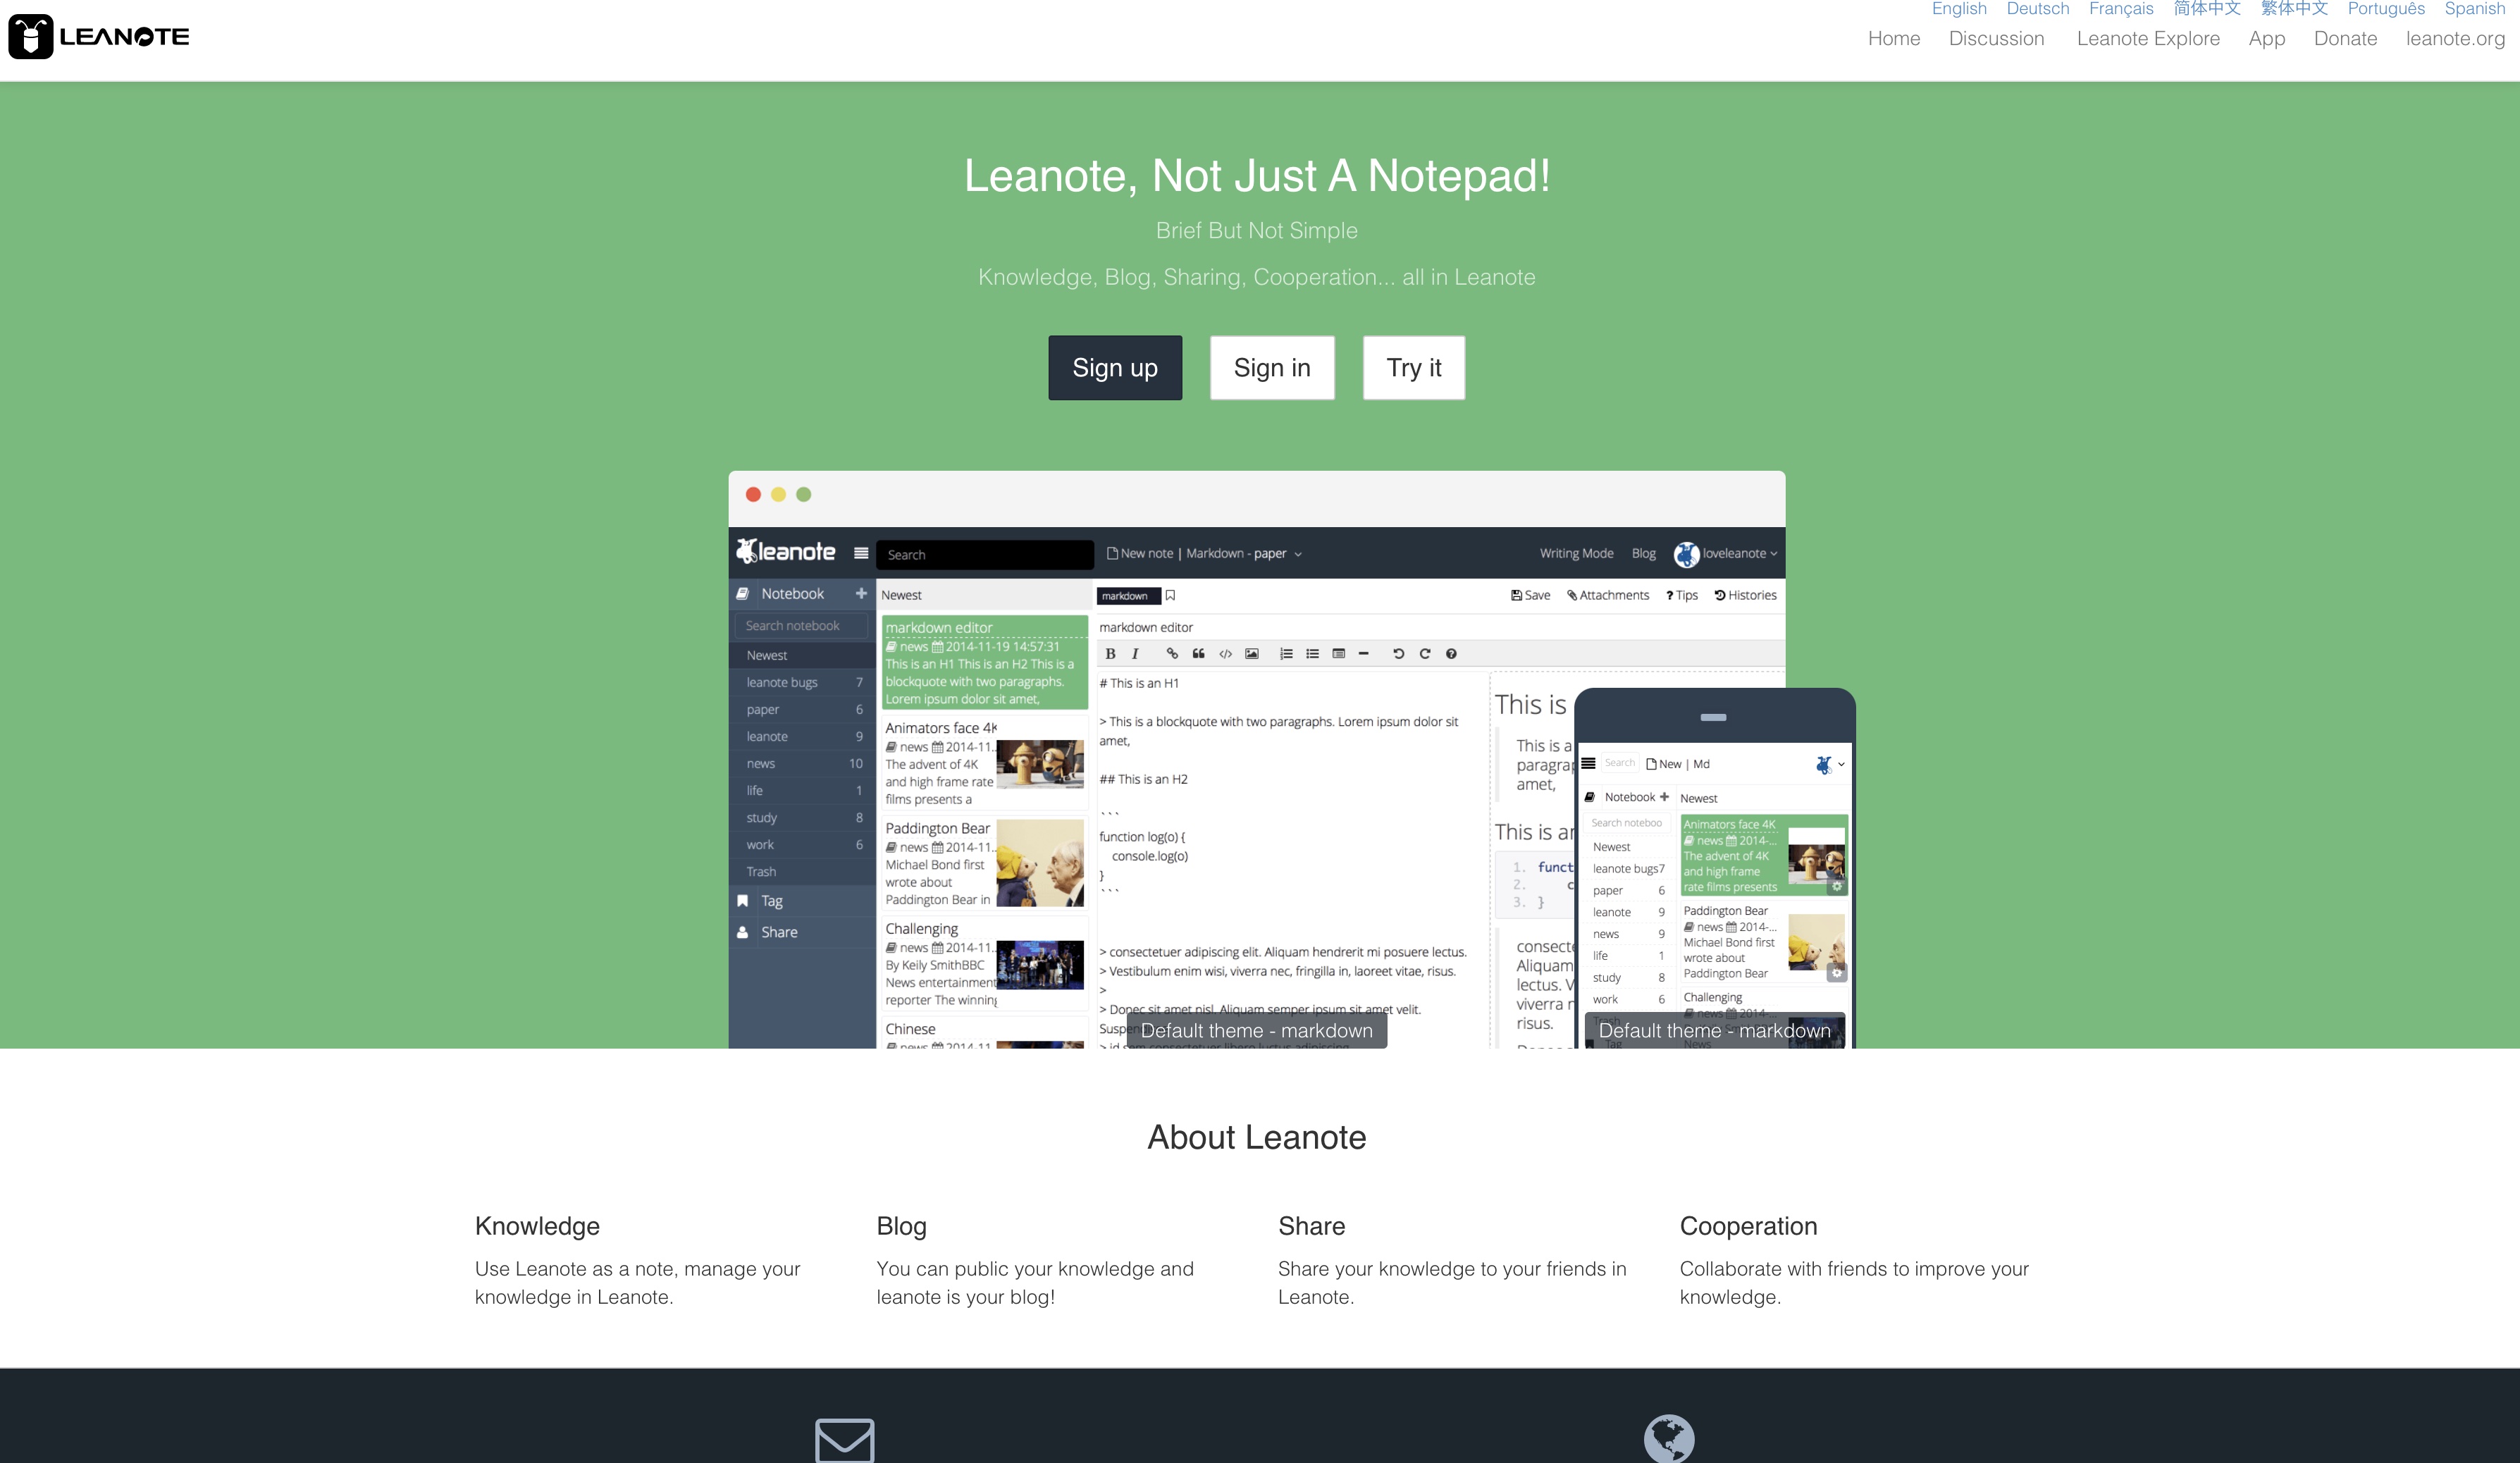 LEANOTE
English Deutsch Français 简体中文 繁体中文 Português Spanish
Home Discussion Leanote Explore App Donate leanote.org
Leanote, Not Just A Notepad!
Brief But Not Simple
Knowledge, Blog, Sharing, Cooperation... all in Leanote
Sign up Sign in Try it
leanote Search New note | Markdown - paper Writing Mode Blog loveleanote
Notebook
Search notebook
Newest
leanote bugs 7
paper 6
leanote 9
news 10
life 1
study 8
work 6
Trash
Tag
Share
Newest
markdown editor
news 2014-11-19 14:57:31
This is an H1 This is an H2 This is a
blockquote with two paragraphs.
Lorem ipsum dolor sit amet,
Animators face 4K
news 2014-11..
The advent of 4K
and high frame rate
films presents a
Paddington Bear
news 2014-11..
Michael Bond first
wrote about
Paddington Bear in
Challenging
news 2014-11..
By Keily SmithBBC
News entertainment
reporter The winning
Chinese
news 2014-11
markdown Save Attachments ? Tips Histories
markdown editor
B I
# This is an H1
> This is a blockquote with two paragraphs. Lorem ipsum dolor sit
amet,
## This is an H2
```
function log(o) {
console.log(o)
}
```
> consectetuer adipiscing elit. Aliquam hendrerit mi posuere lectus.
> Vestibulum enim wisi, viverra nec, fringilla in, laoreet vitae, risus.
>
> Donec sit amet nisl. Aliquam semper ipsum sit amet velit.
> id sem consectetuer libero luctus adipiscing.
Default theme - markdown
This is
This is a
paragrap
amet,
This is an
1. funct
2. c
3. }
consecte
Aliquam
lectus. V
viverra n
risus.
Search New | Md
Notebook
Search noteboo
Newest
leanote bugs7
paper 6
leanote 9
news 9
life 1
study 8
work 6
Trash
Tag
Newest
Animators face 4K
news 2014-...
The advent of 4K
and high frame
rate films presents
Paddington Bear
news 2014-...
Michael Bond first
wrote about
Paddington Bear
Challenging
news 2014-...
News
Default theme - markdown
About Leanote
Knowledge
Use Leanote as a note, manage your
knowledge in Leanote.
Blog
You can public your knowledge and
leanote is your blog!
Share
Share your knowledge to your friends in
Leanote.
Cooperation
Collaborate with friends to improve your
knowledge.